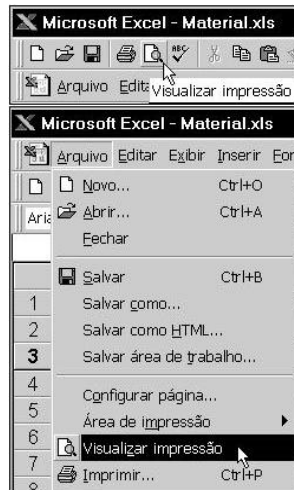 Microsoft Excel - Material.xls
Arquivo Edita
Visualizar impressão
Microsoft Excel - Material.xls
Arquivo Editar Exibir Inserir For
Novo... Ctrl+O
Abrir... Ctrl+A
Aria
Fechar
Salvar Ctrl+B
1 Salvar como...
2 Salvar como HTML...
3 Salvar área de trabalho...
4
Configurar página...
5
Área de impressão
6
Visualizar impressão
7
Imprimir... Ctrl+P
8